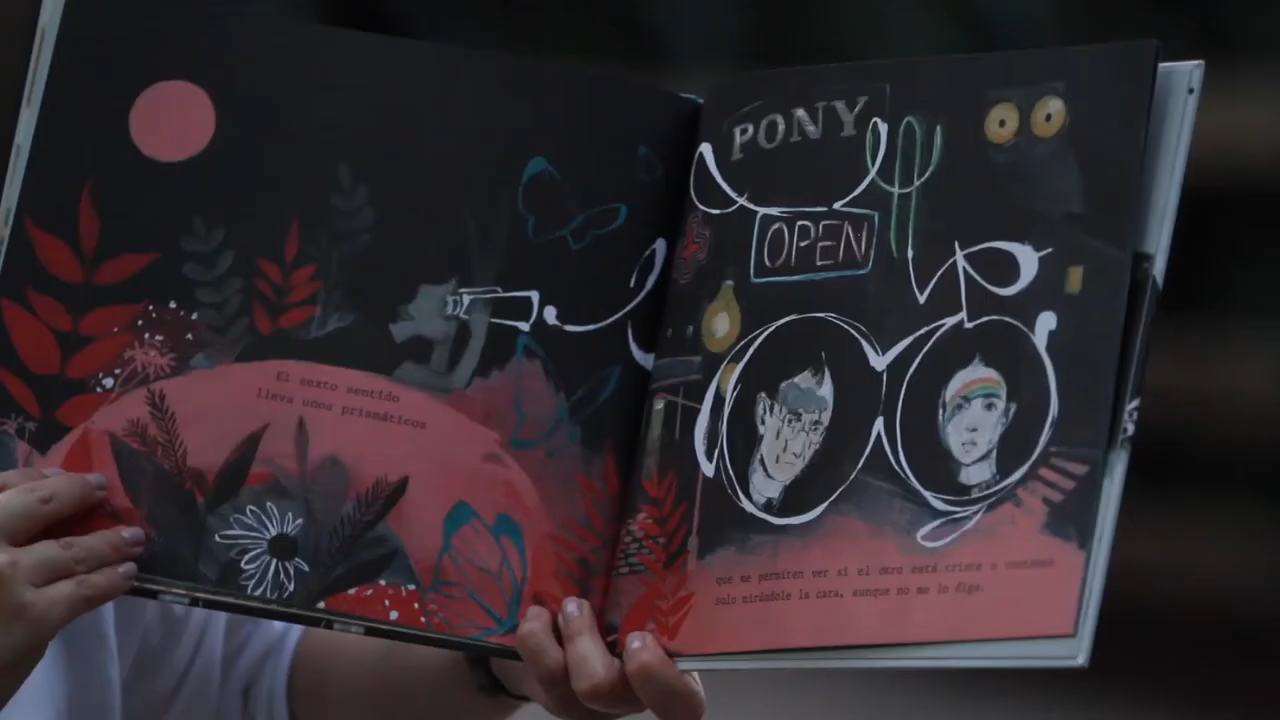 El sexto sentido
lleva unos prismáticos
PONY
OPEN
que me permiten ver si el otro está triste o contento
solo mirándole la cara, aunque no me lo diga.